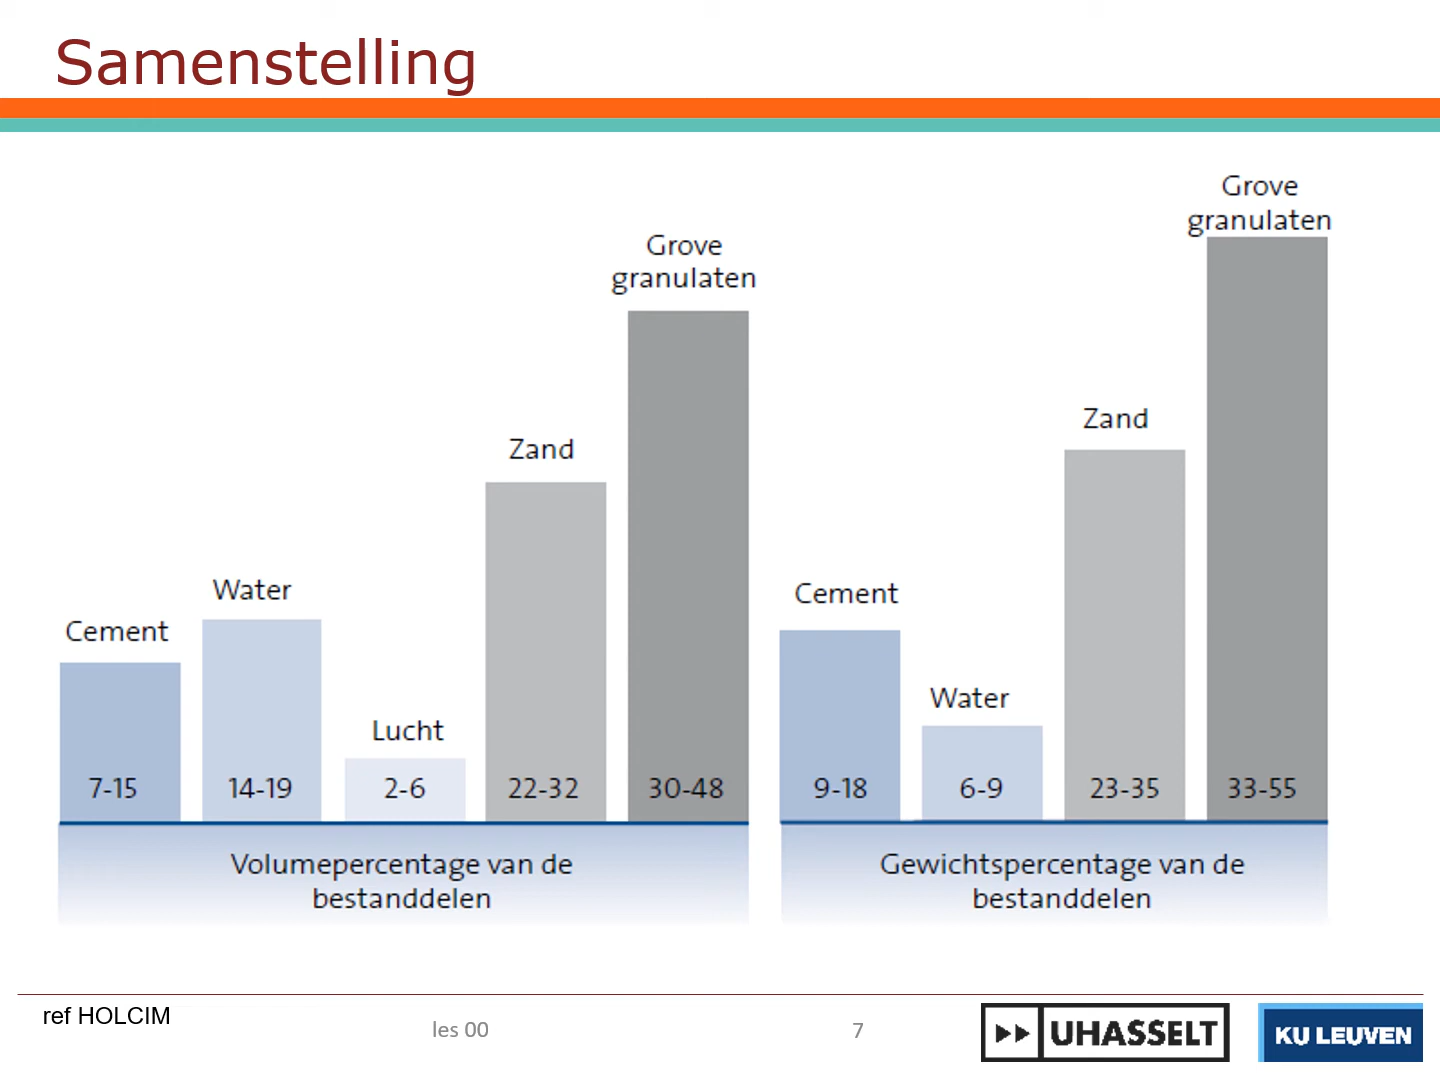 Samenstelling
Grove
granulaten
Zand
Water
Cement
Lucht
7-15
14-19
2-6
22-32
30-48
Volumepercentage van de
bestanddelen
Grove
granulaten
Zand
Cement
Water
9-18
6-9
23-35
33-55
Gewichtspercentage van de
bestanddelen
ref HOLCIM
les 00
7
UHASSELT
KU LEUVEN